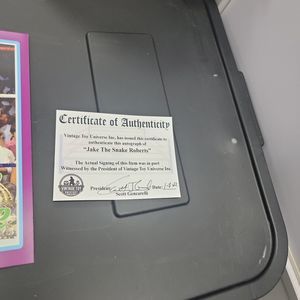 Certificate of Authenticity
Vintage Toy Universe Inc. has issued this certificate to
authenticate this autograph of
"Jake The Snake Roberts"
The Actual Signing of this Item was in part
Witnessed by the President of Vintage Toy Universe Inc.
President: Date:
Scott Gencarelli
VINTAGE TOY